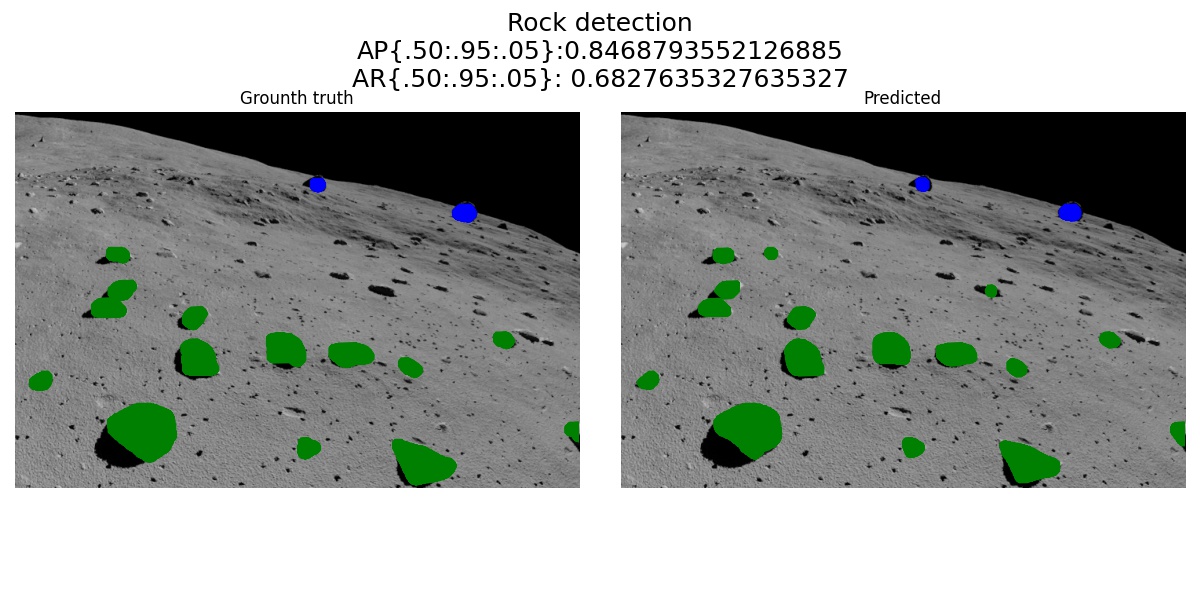 Rock detection
AP{.50:.95:.05}:0.8468793552126885
AR{.50:.95:.05}: 0.6827635327635327
Grounth truth
Predicted